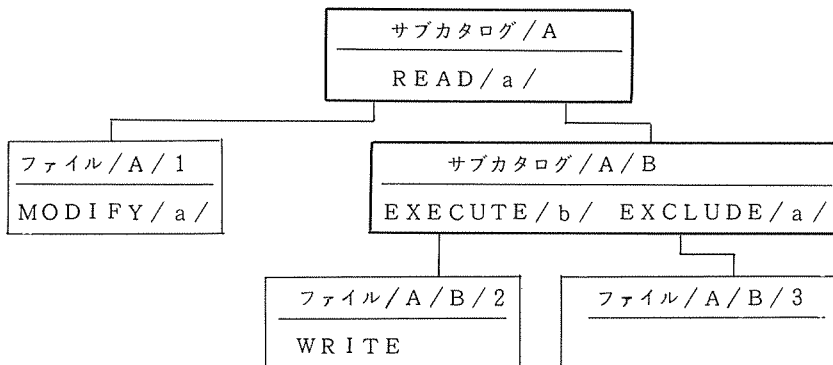 サブカタログ/A
READ/a/
ファイル/A/1
MODIFY/a/
サブカタログ/A/B
EXECUTE/b/ EXCLUDE/a/
ファイル/A/B/2
WRITE
ファイル/A/B/3